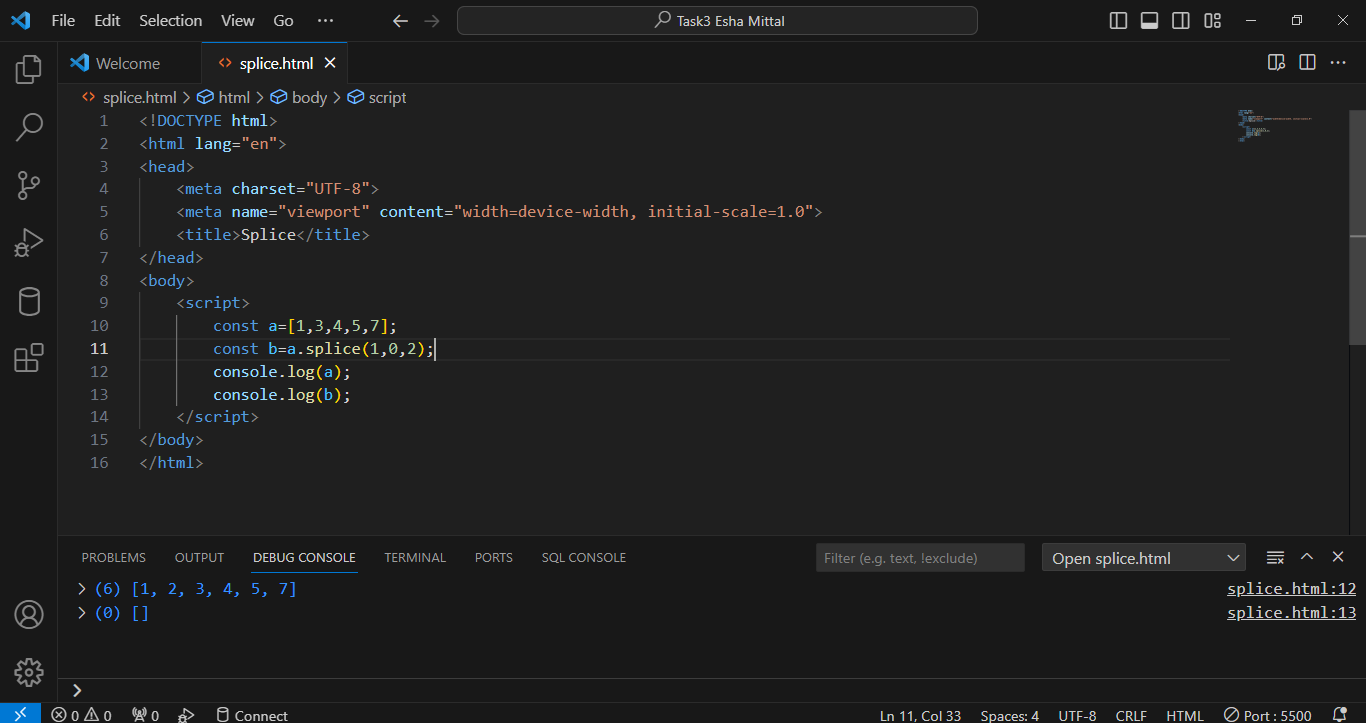 File Edit Selection View Go ··· Task3 Esha Mittal
Welcome splice.html
splice.html > html > body > script
1 <!DOCTYPE html>
2 <html lang="en">
3 <head>
4 <meta charset="UTF-8">
5 <meta name="viewport" content="width=device-width, initial-scale=1.0">
6 <title>Splice</title>
7 </head>
8 <body>
9 <script>
10 const a=[1,3,4,5,7];
11 const b=a.splice(1,0,2);
12 console.log(a);
13 console.log(b);
14 </script>
15 </body>
16 </html>
PROBLEMS OUTPUT DEBUG CONSOLE TERMINAL PORTS SQL CONSOLE Filter (e.g. text, !exclude) Open splice.html
> (6) [1, 2, 3, 4, 5, 7] splice.html:12
> (0) [] splice.html:13
>
0 0 0 Connect Ln 11, Col 33 Spaces: 4 UTF-8 CRLF HTML Port : 5500